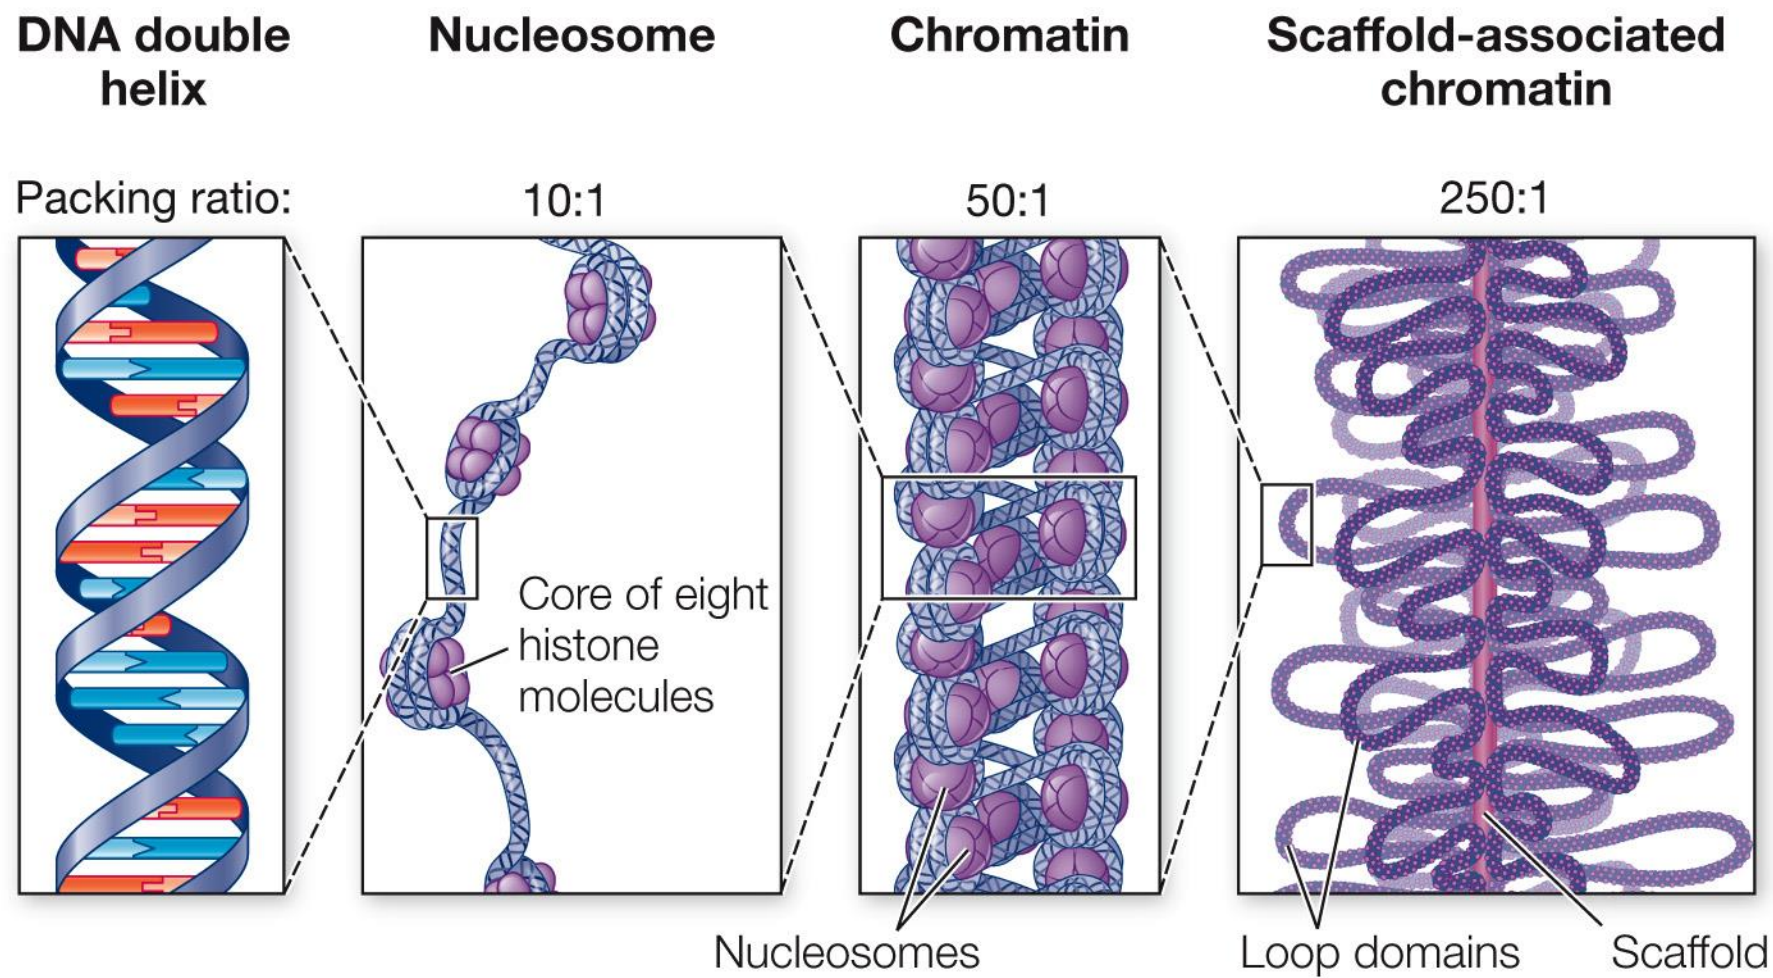 DNA double
helix
Nucleosome
Chromatin
Scaffold-associated
chromatin
Packing ratio:
10:1
50:1
250:1
Core of eight
histone
molecules
Nucleosomes
Loop domains
Scaffold